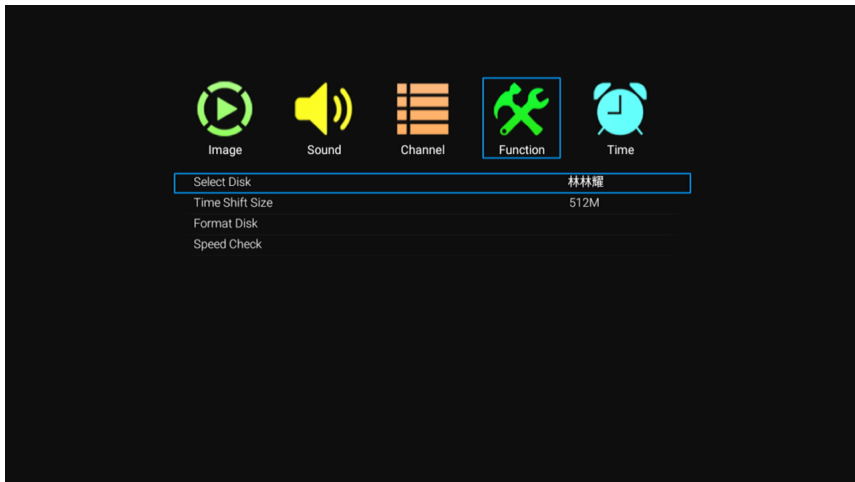 Image Sound Channel Function Time
Select Disk 林林耀
Time Shift Size 512M
Format Disk
Speed Check